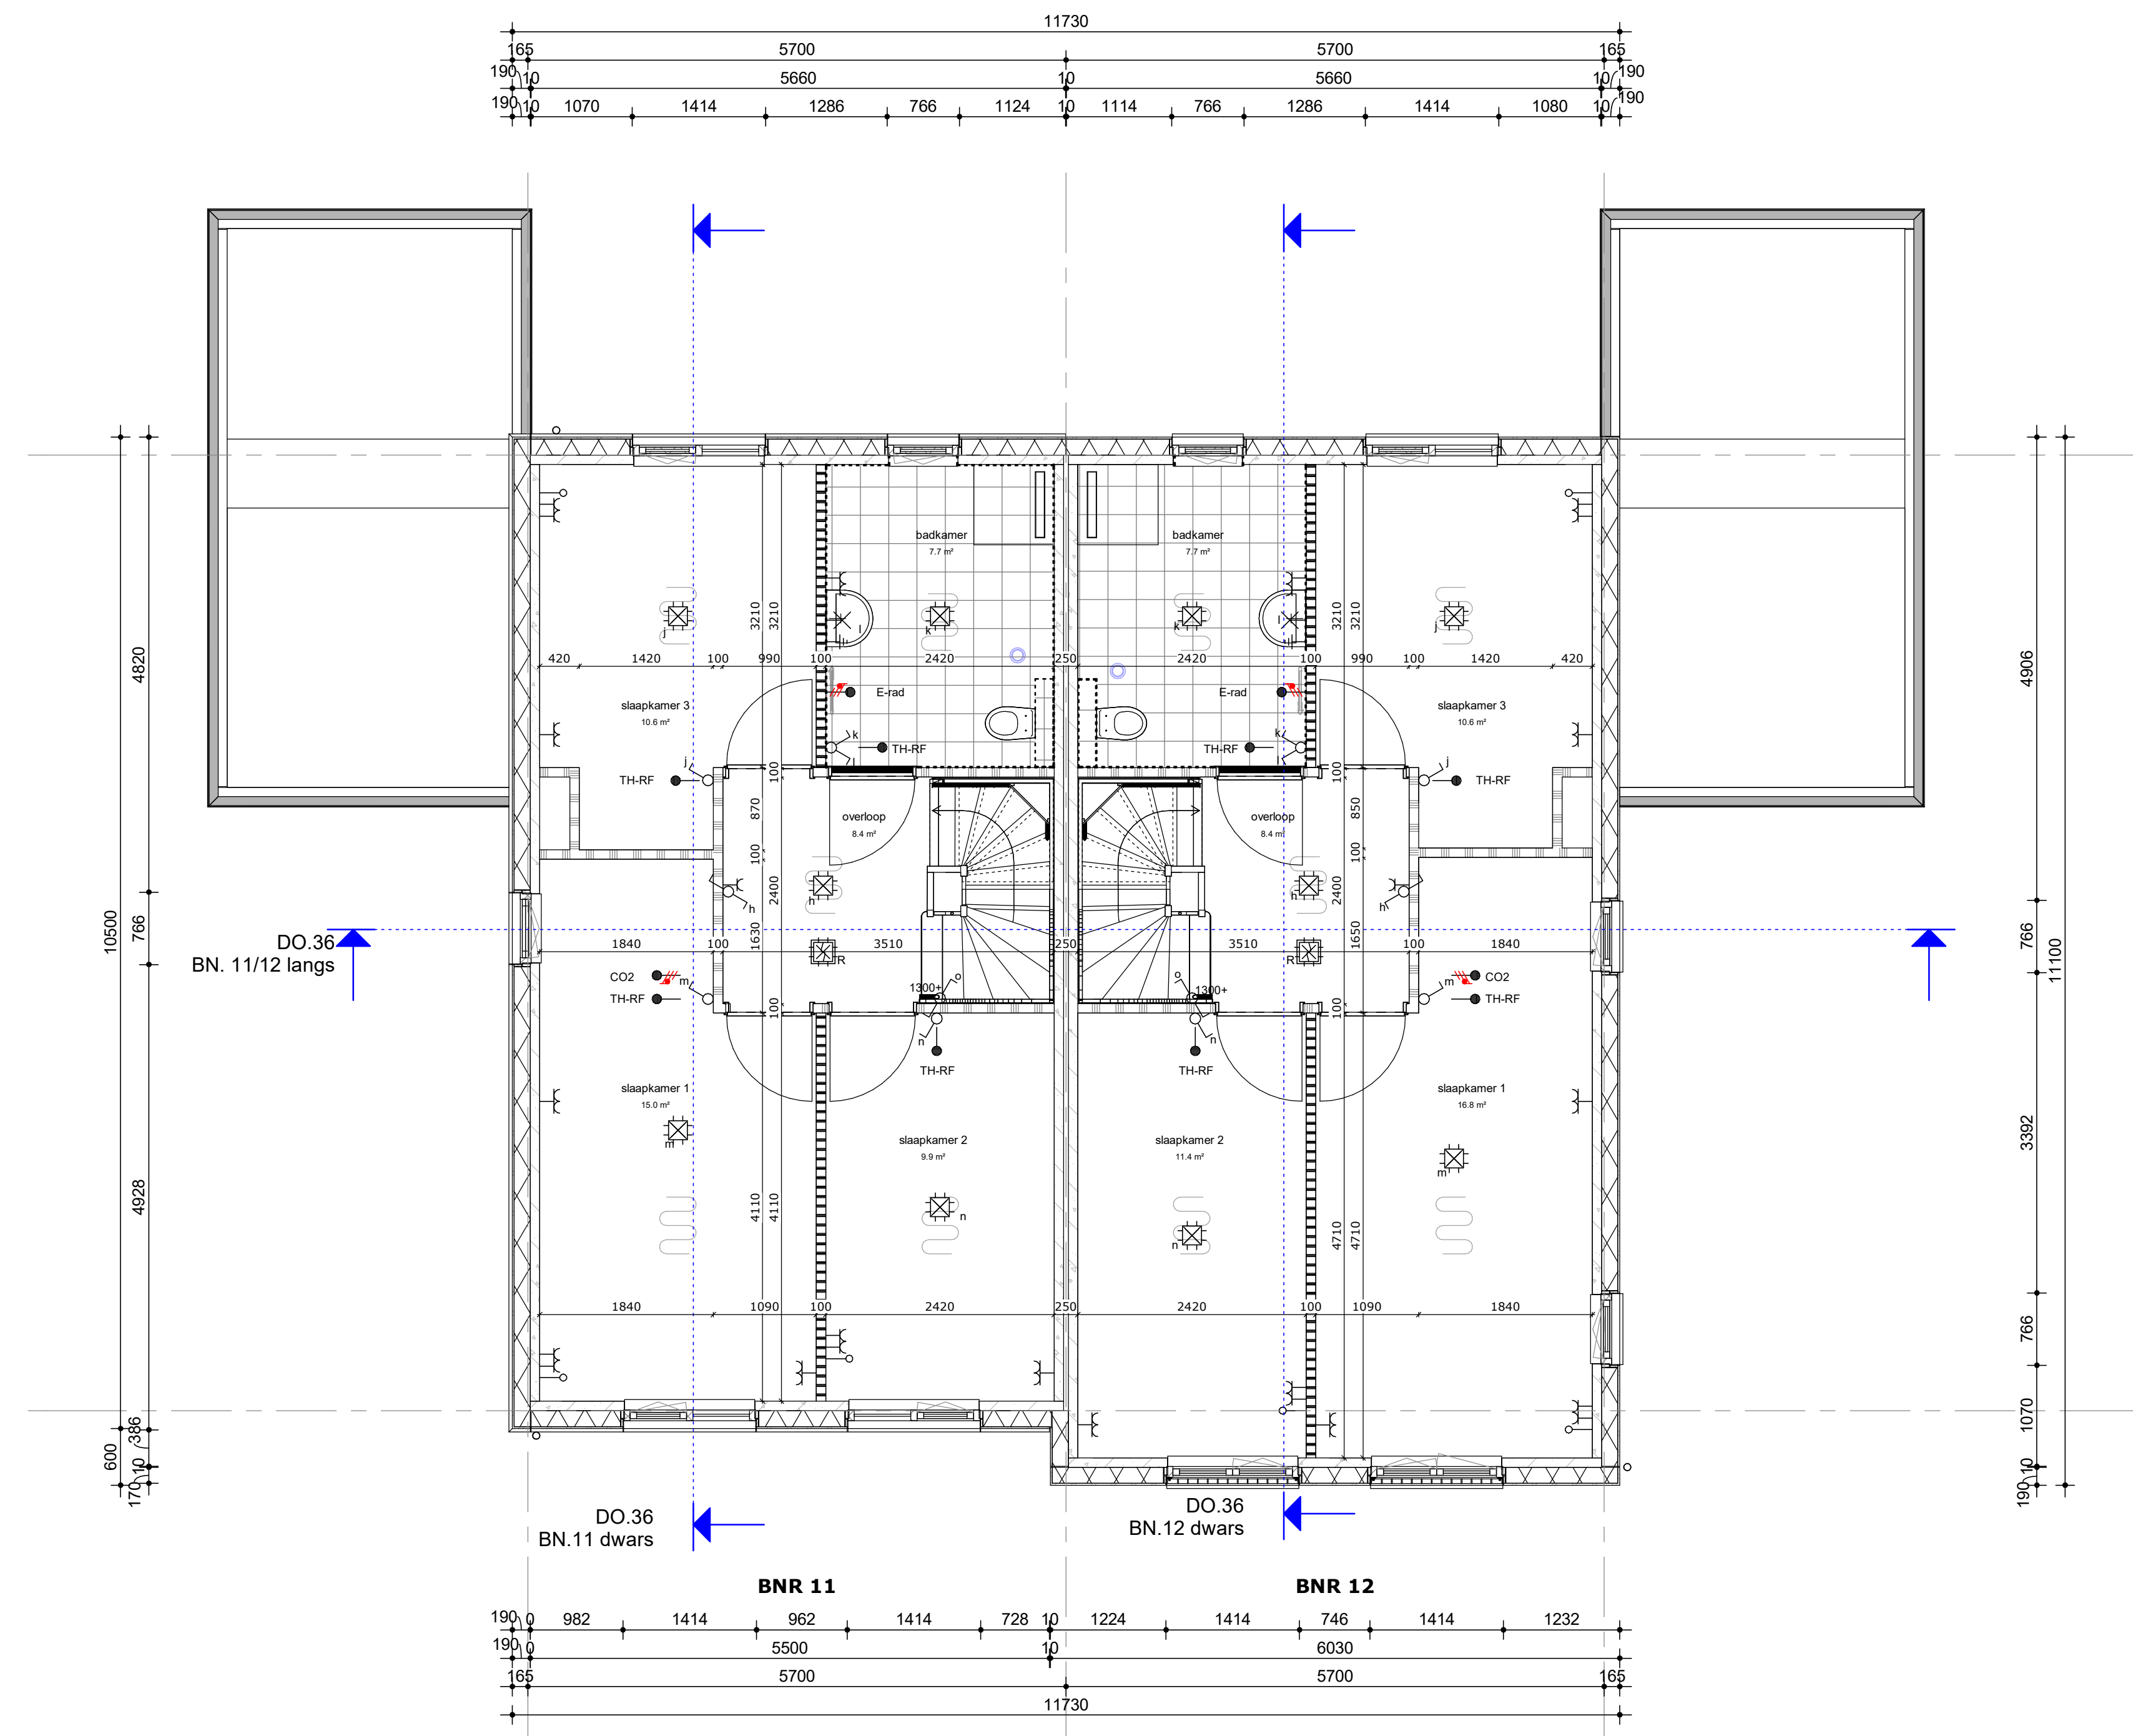 11730
165 5700 5700 165
190 10 5660 10 5660 10 190
190 10 1070 1414 1286 766 1124 10 1114 766 1286 1414 1080 10 190
badkamer
7.7 m²
badkamer
7.7 m²
3210 3210
3210 3210
j
l
k
k
l
j
420 1420 100 990 100 2420 250 2420 100 990 100 1420 420
4820
4906
E-rad
E-rad
slaapkamer 3
10.6 m²
slaapkamer 3
10.6 m²
k
TH-RF
l
k
TH-RF
l
j
TH-RF
j
TH-RF
100
100
870
850
overloop
8.4 m²
overloop
8.4 m²
100
100
2400
2400
h
h
h
h
10500
766
766
11100
DO.36
BN. 11/12 langs
1630
1650
1840 100 3510 250 3510 100 1840
R
CO2
m
TH-RF
o
1300+
o
1300+
m
CO2
TH-RF
100
100
n
TH-RF
n
TH-RF
slaapkamer 1
15.0 m²
slaapkamer 1
16.8 m²
m
slaapkamer 2
9.9 m²
slaapkamer 2
11.4 m²
m
3392
4928
4110 4110
n
n
4710 4710
1840 1090 100 2420 250 2420 100 1090 1840
766
1070
386
600
10
170
10
190
DO.36
BN.11 dwars
DO.36
BN.12 dwars
BNR 11
BNR 12
190 0 982 1414 962 1414 728 10 1224 1414 746 1414 1232
190 0 5500 10 6030
165 5700 5700 165
11730